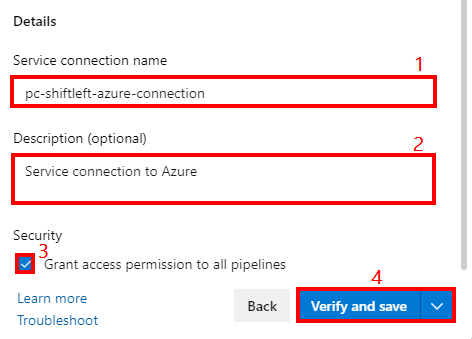 Details
Service connection name
1
pc-shiftleft-azure-connection
Description (optional)
2
Service connection to Azure
Security
3
Grant access permission to all pipelines
4
Learn more
Troubleshoot
Back
Verify and save